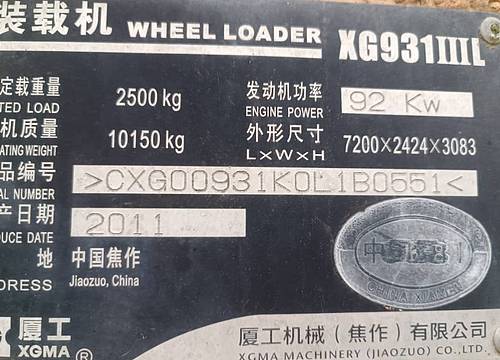 装载机 WHEEL LOADER XG931IIIL
定载重量 2500 kg 发动机功率 92 Kw
TED LOAD ENGINE POWER
机质量 10150 kg 外形尺寸 7200×2424×3083
ATING WEIGHT L×W×H
品编号 >CXG00931K0L1B0551<
AL NUMBER
产日期 2011
DUCE DATE
地 中国焦作
DRESS Jiaozuo, China
厦工 厦工机械（焦作）有限公司
XGMA ® XGMA MACHINERY (JIAOZUO) CO.,LTD